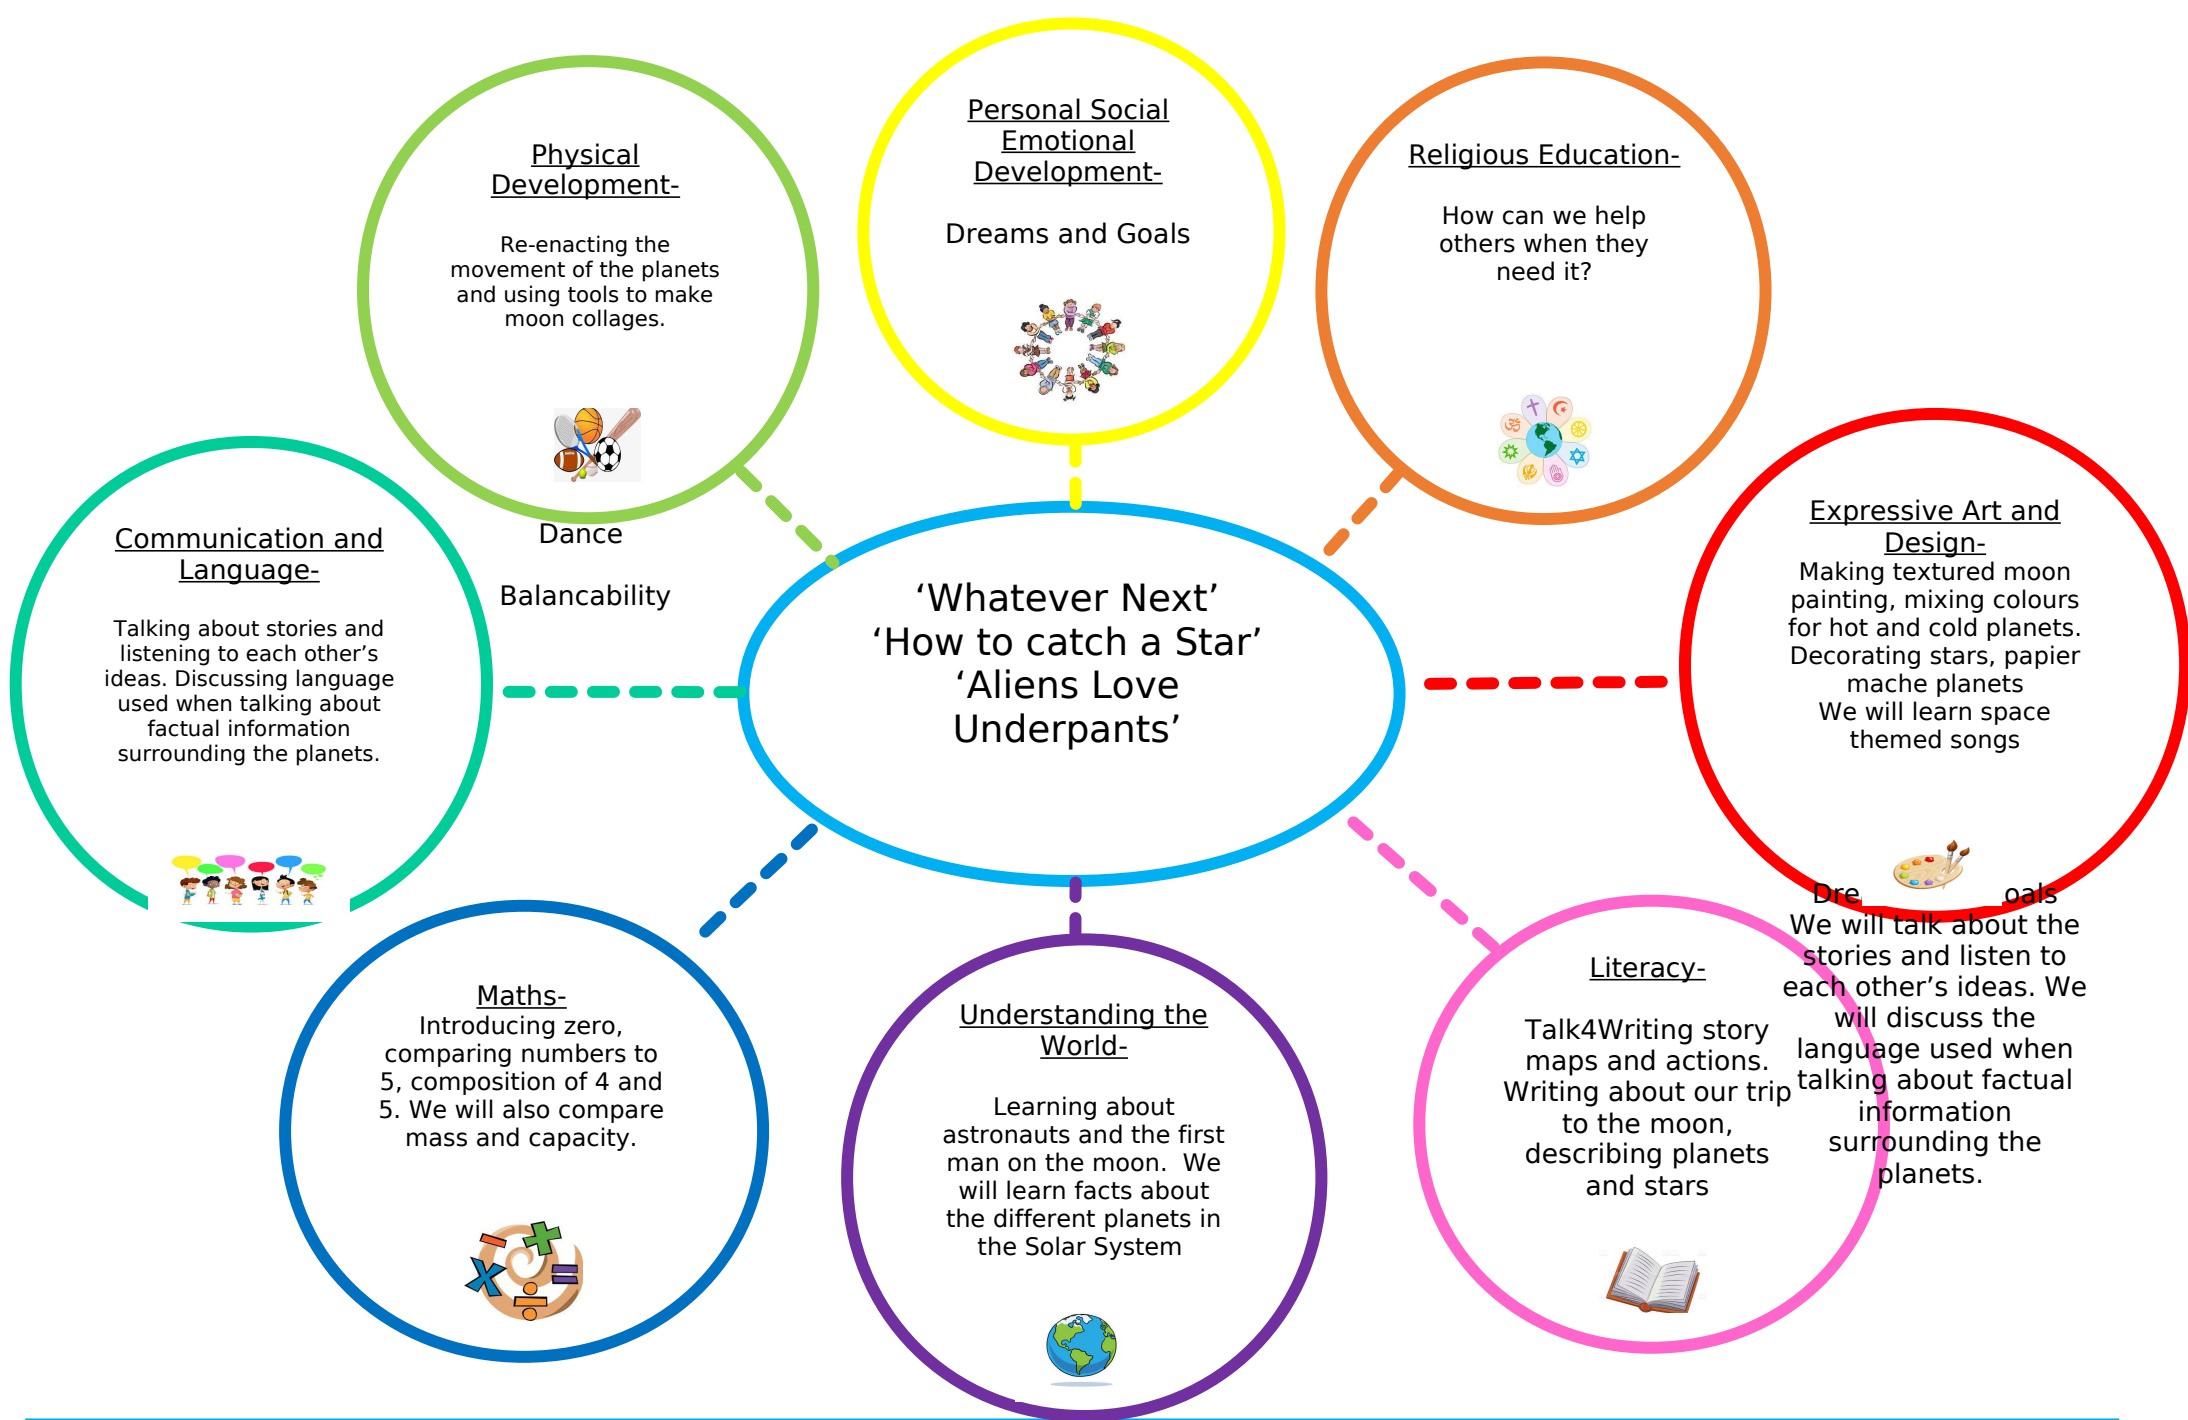 Personal Social
Emotional
Development-
Dreams and Goals
Physical
Development-
Re-enacting the
movement of the planets
and using tools to make
moon collages.
Dance
Balancability
Religious Education-
How can we help
others when they
need it?
Communication and
Language-
Talking about stories and
listening to each other’s
ideas. Discussing language
used when talking about
factual information
surrounding the planets.
‘Whatever Next’
‘How to catch a Star’
‘Aliens Love
Underpants’
Expressive Art and
Design-
Making textured moon
painting, mixing colours
for hot and cold planets.
Decorating stars, papier
mache planets
We will learn space
themed songs
Dre oals
We will talk about the
stories and listen to
each other’s ideas. We
will discuss the
language used when
talking about factual
information
surrounding the
planets.
Maths-
Introducing zero,
comparing numbers to
5, composition of 4 and
5. We will also compare
mass and capacity.
Understanding the
World-
Learning about
astronauts and the first
man on the moon.  We
will learn facts about
the different planets in
the Solar System
Literacy-
Talk4Writing story
maps and actions.
Writing about our trip
to the moon,
describing planets
and stars